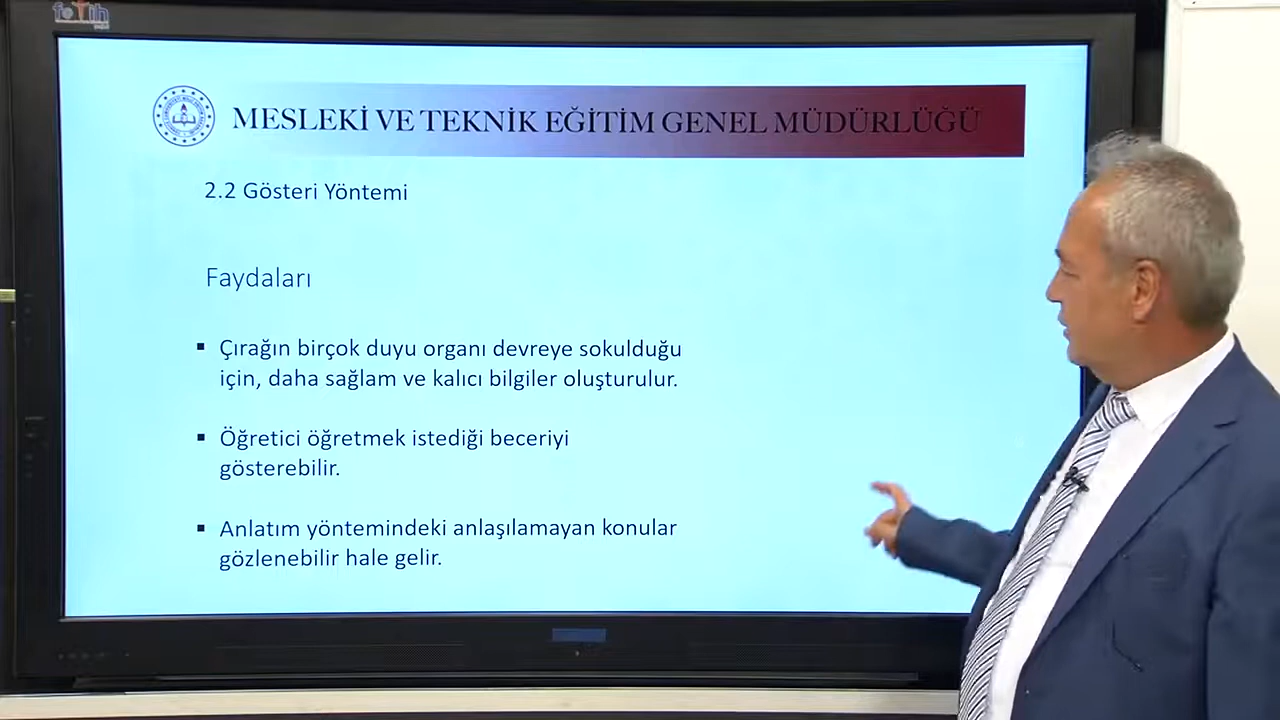 fatih
MESLEKİ VE TEKNİK EĞİTİM GENEL MÜDÜRLÜĞÜ
2.2 Gösteri Yöntemi
Faydaları
▪ Çırağın birçok duyu organı devreye sokulduğu
için, daha sağlam ve kalıcı bilgiler oluşturulur.
▪ Öğretici öğretmek istediği beceriyi
gösterebilir.
▪ Anlatım yöntemindeki anlaşılamayan konular
gözlenebilir hale gelir.